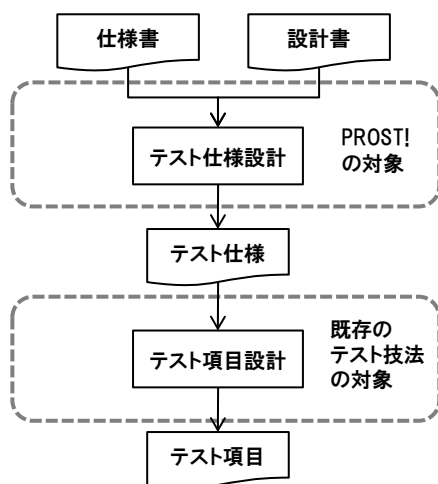 仕様書
設計書
テスト仕様設計
PROST!
の対象
テスト仕様
テスト項目設計
既存の
テスト技法
の対象
テスト項目